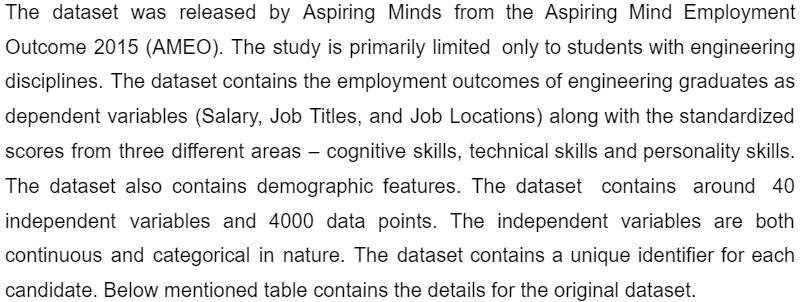 The dataset was released by Aspiring Minds from the Aspiring Mind Employment
Outcome 2015 (AMEO). The study is primarily limited only to students with engineering
disciplines. The dataset contains the employment outcomes of engineering graduates as
dependent variables (Salary, Job Titles, and Job Locations) along with the standardized
scores from three different areas – cognitive skills, technical skills and personality skills.
The dataset also contains demographic features. The dataset contains around 40
independent variables and 4000 data points. The independent variables are both
continuous and categorical in nature. The dataset contains a unique identifier for each
candidate. Below mentioned table contains the details for the original dataset.